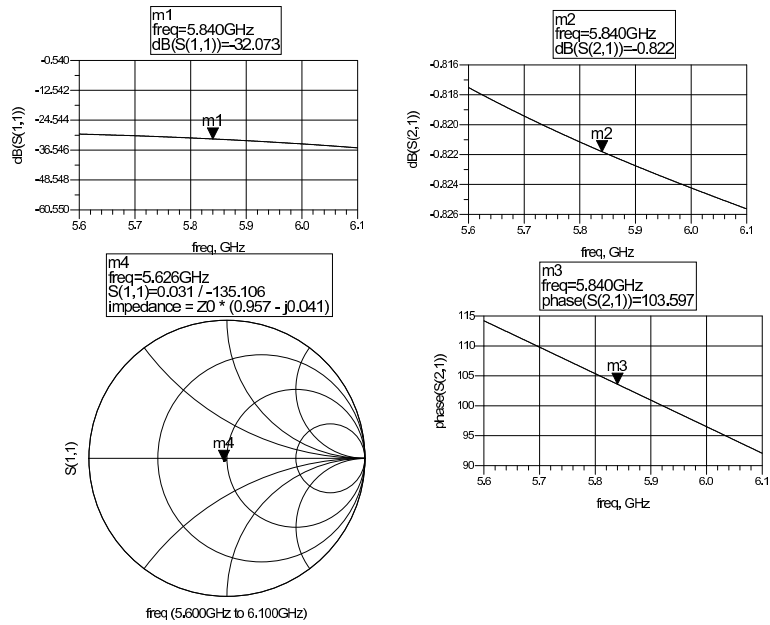 m1
freq=5.840GHz
dB(S(1,1))=-32.073
-0.540
-12.542
-24.544
-36.546
-48.548
-60.550
dB(S(1,1))
m1
5.6
5.7
5.8
5.9
6.0
6.1
freq, GHz
m2
freq=5.840GHz
dB(S(2,1))=-0.822
-0.816
-0.818
-0.820
-0.822
-0.824
-0.826
dB(S(2,1))
m2
5.6
5.7
5.8
5.9
6.0
6.1
freq, GHz
m4
freq=5.626GHz
S(1,1)=0.031 / -135.106
impedance = Z0 * (0.957 - j0.041)
S(1,1)
m4
freq (5.600GHz to 6.100GHz)
m3
freq=5.840GHz
phase(S(2,1))=103.597
115
110
105
100
95
90
phase(S(2,1))
m3
5.6
5.7
5.8
5.9
6.0
6.1
freq, GHz